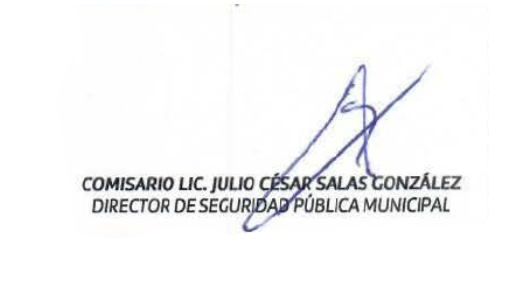 COMISARIO LIC. JULIO CÉSAR SALAS GONZÁLEZ
DIRECTOR DE SEGURIDAD PÚBLICA MUNICIPAL